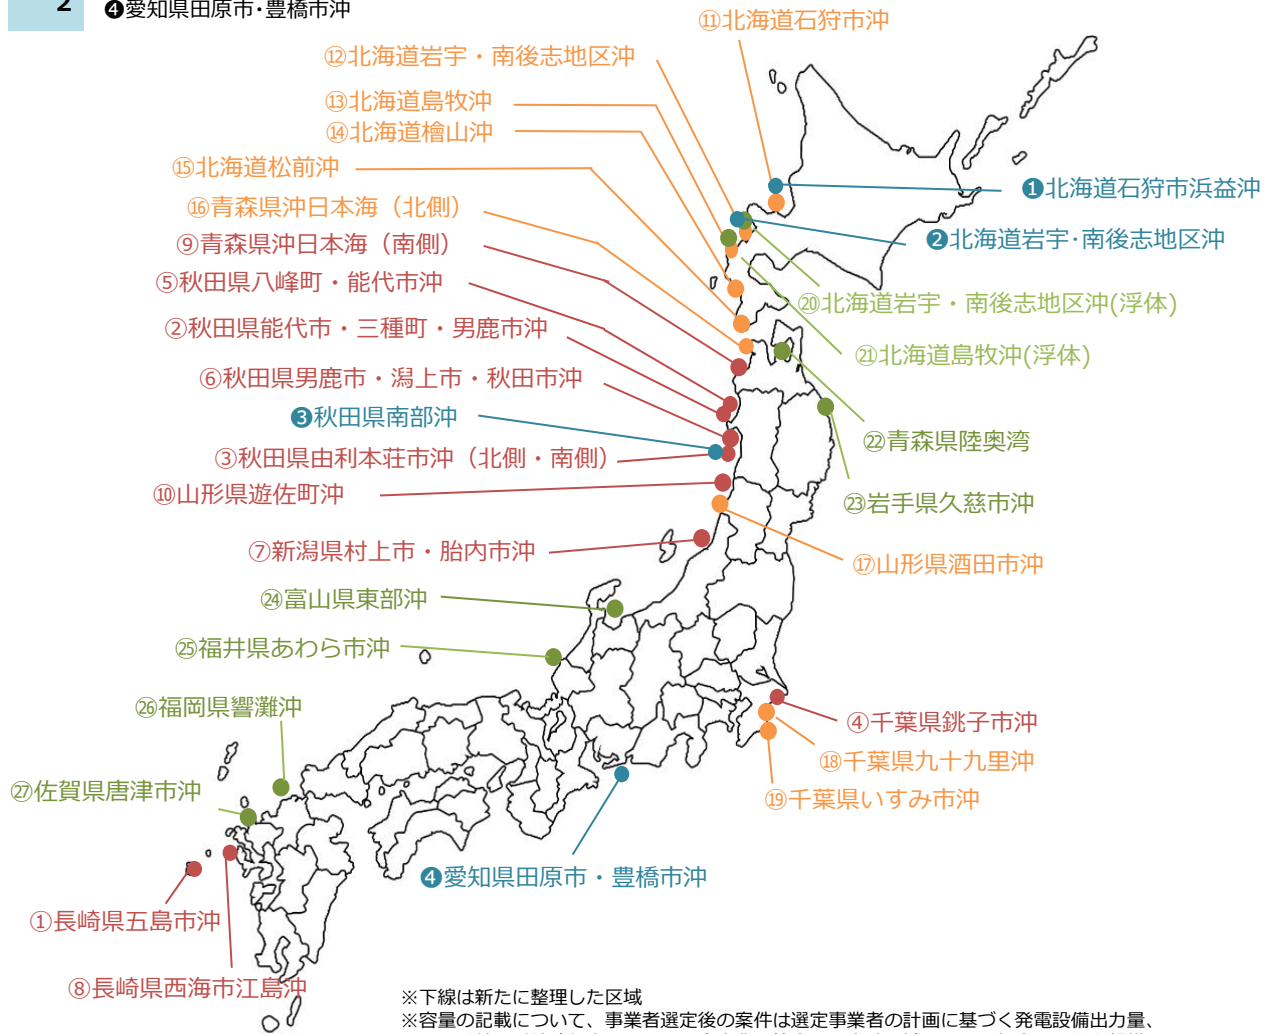 2
❹愛知県田原市・豊橋市沖
⑪北海道石狩市沖
⑫北海道岩宇・南後志地区沖
⑬北海道島牧沖
⑭北海道檜山沖
⑮北海道松前沖
⑯青森県沖日本海（北側）
⑨青森県沖日本海（南側）
⑤秋田県八峰町・能代市沖
②秋田県能代市・三種町・男鹿市沖
⑥秋田県男鹿市・潟上市・秋田市沖
❸秋田県南部沖
③秋田県由利本荘市沖（北側・南側）
⑩山形県遊佐町沖
⑦新潟県村上市・胎内市沖
㉔富山県東部沖
㉕福井県あわら市沖
㉖福岡県響灘沖
㉗佐賀県唐津市沖
①長崎県五島市沖
⑧長崎県西海市江島沖
❶北海道石狩市浜益沖
❷北海道岩宇・南後志地区沖
⑳北海道岩宇・南後志地区沖(浮体)
㉑北海道島牧沖(浮体)
㉒青森県陸奥湾
㉓岩手県久慈市沖
⑰山形県酒田市沖
④千葉県銚子市沖
⑱千葉県九十九里沖
⑲千葉県いすみ市沖
❹愛知県田原市・豊橋市沖
※下線は新たに整理した区域
※容量の記載について、事業者選定後の案件は選定事業者の計画に基づく発電設備出力量、